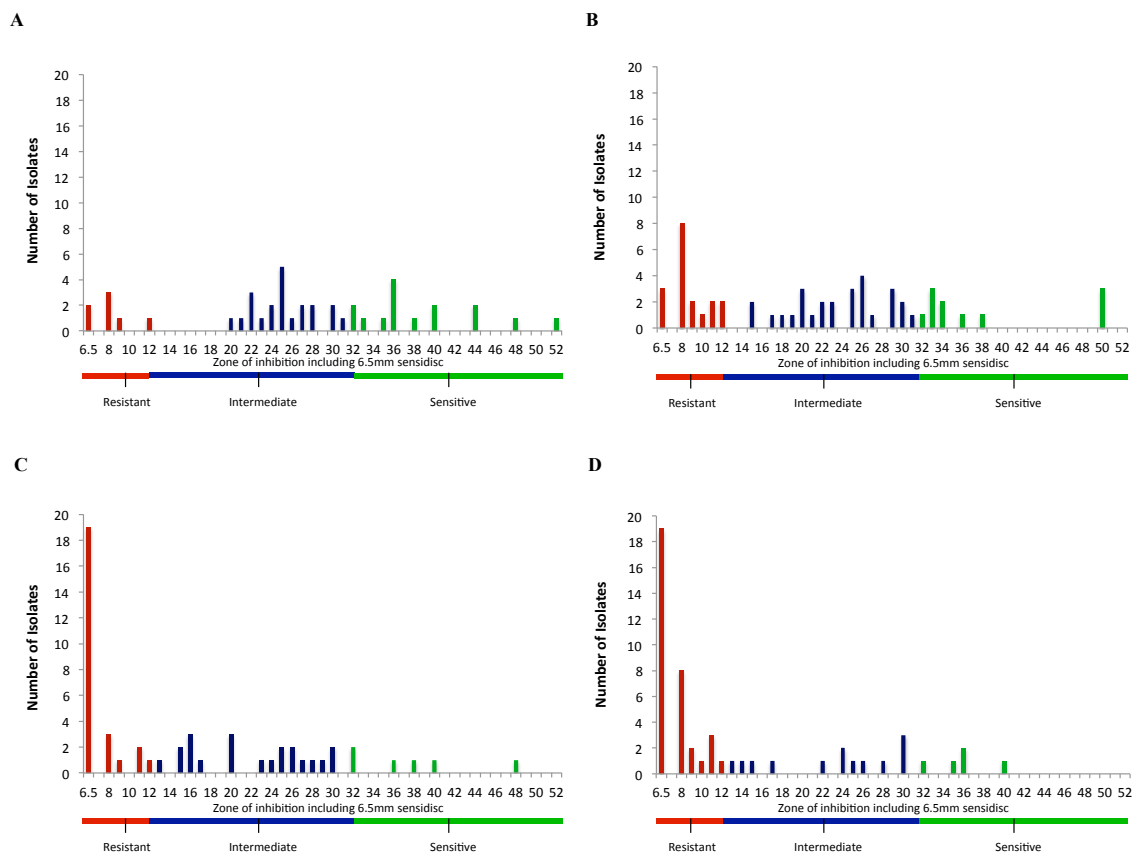 A
B
20
18
16
14
12
10
8
6
4
2
0
Number of Isolates
6.5 8 10 12 14 16 18 20 22 24 26 28 30 32 34 36 38 40 42 44 46 48 50 52
Zone of inhibition including 6.5mm sensidisc
Resistant Intermediate Sensitive
20
18
16
14
12
10
8
6
4
2
0
Number of Isolates
6.5 8 10 12 14 16 18 20 22 24 26 28 30 32 34 36 38 40 42 44 46 48 50 52
Zone of inhibition including 6.5mm sensidisc
Resistant Intermediate Sensitive
C
D
20
18
16
14
12
10
8
6
4
2
0
Number of Isolates
6.5 8 10 12 14 16 18 20 22 24 26 28 30 32 34 36 38 40 42 44 46 48 50 52
Zone of inhibition including 6.5mm sensidisc
Resistant Intermediate Sensitive
20
18
16
14
12
10
8
6
4
2
0
Number of Isolates
6.5 8 10 12 14 16 18 20 22 24 26 28 30 32 34 36 38 40 42 44 46 48 50 52
Zone of inhibition including 6.5mm sensidisc
Resistant Intermediate Sensitive